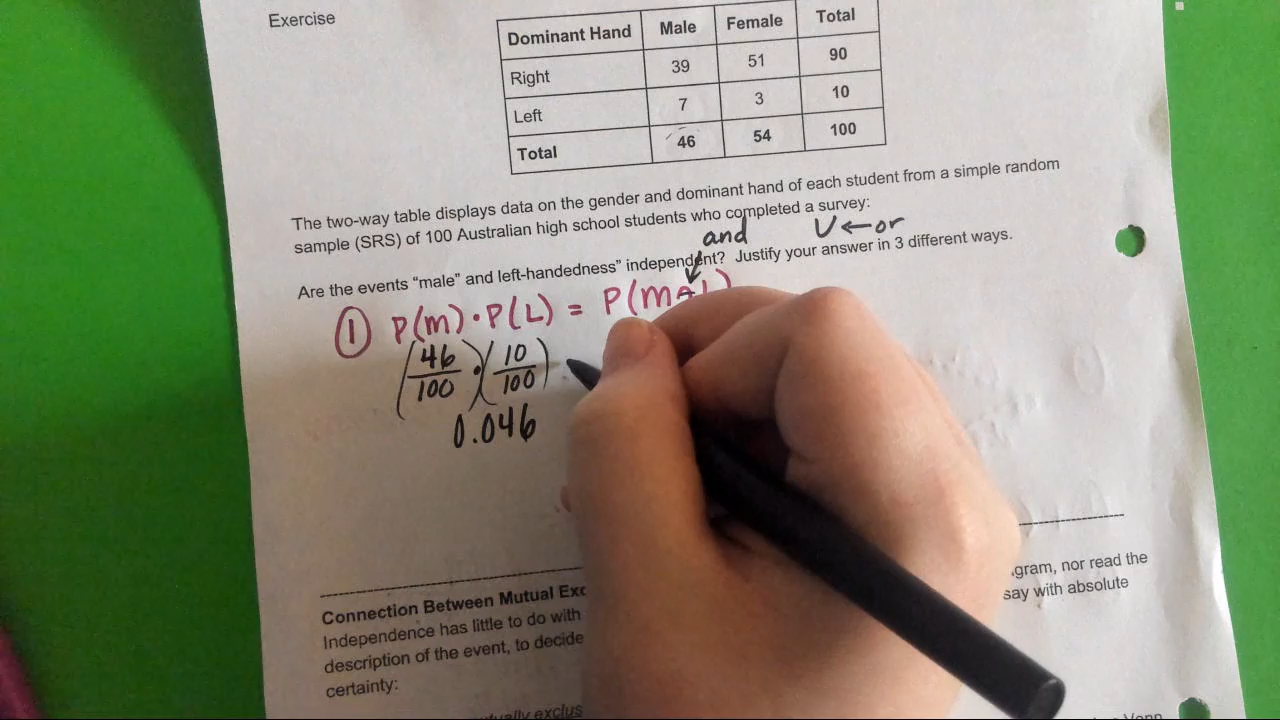 Exercise
Dominant Hand Male Female Total
Right 39 51 90
Left 7 3 10
Total 46 54 100
The two-way table displays data on the gender and dominant hand of each student from a simple random
sample (SRS) of 100 Australian high school students who completed a survey:
and U ← or
Are the events “male” and left-handedness” independent? Justify your answer in 3 different ways.
① P(M) · P(L) = P(M ∩ L)
(46/100) · (10/100)
0.046
Connection Between Mutual Exc
Independence has little to do with gram, nor read the
description of the event, to decide say with absolute
certainty: